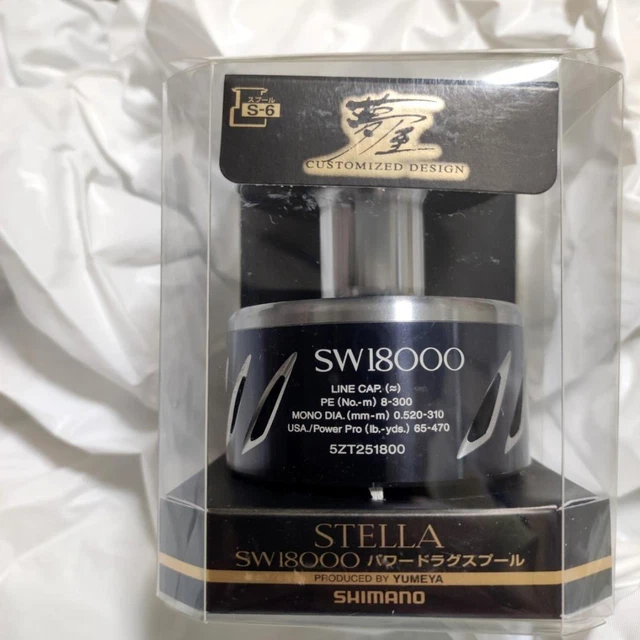 スプール
S-6
夢屋
CUSTOMIZED DESIGN
SW18000
LINE CAP. (≈)
PE (No.-m) 8-300
MONO DIA. (mm-m) 0.520-310
USA./Power Pro (lb.-yds.) 65-470
5ZT251800
STELLA
SW18000 パワードラグスプール
PRODUCED BY YUMEYA
SHIMANO